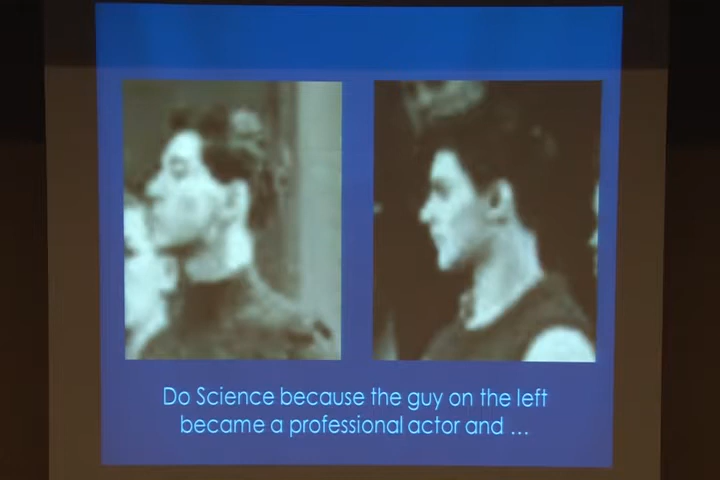 Do Science because the guy on the left
became a professional actor and ...